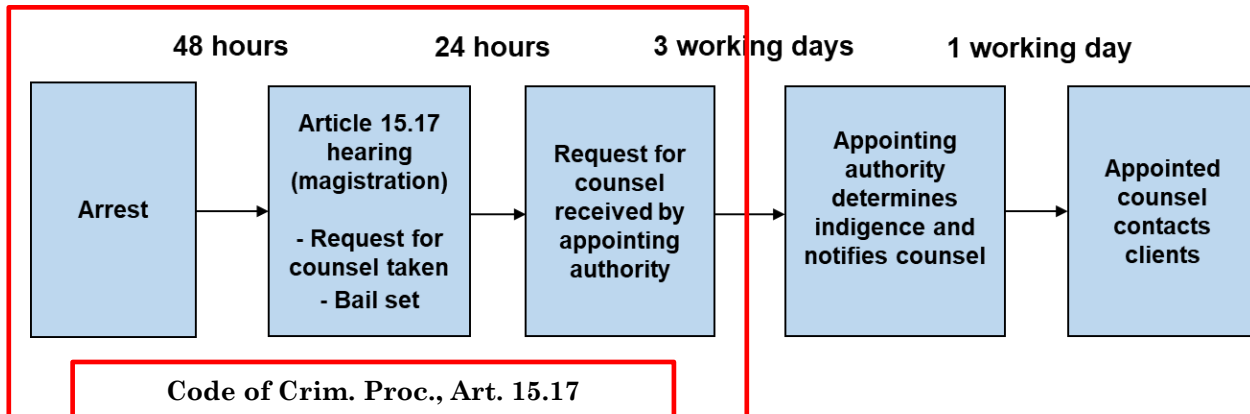 48 hours
24 hours
3 working days
1 working day
Arrest
Article 15.17
hearing
(magistration)
- Request for
counsel taken
- Bail set
Request for
counsel
received by
appointing
authority
Appointing
authority
determines
indigence and
notifies counsel
Appointed
counsel
contacts
clients
Code of Crim. Proc., Art. 15.17